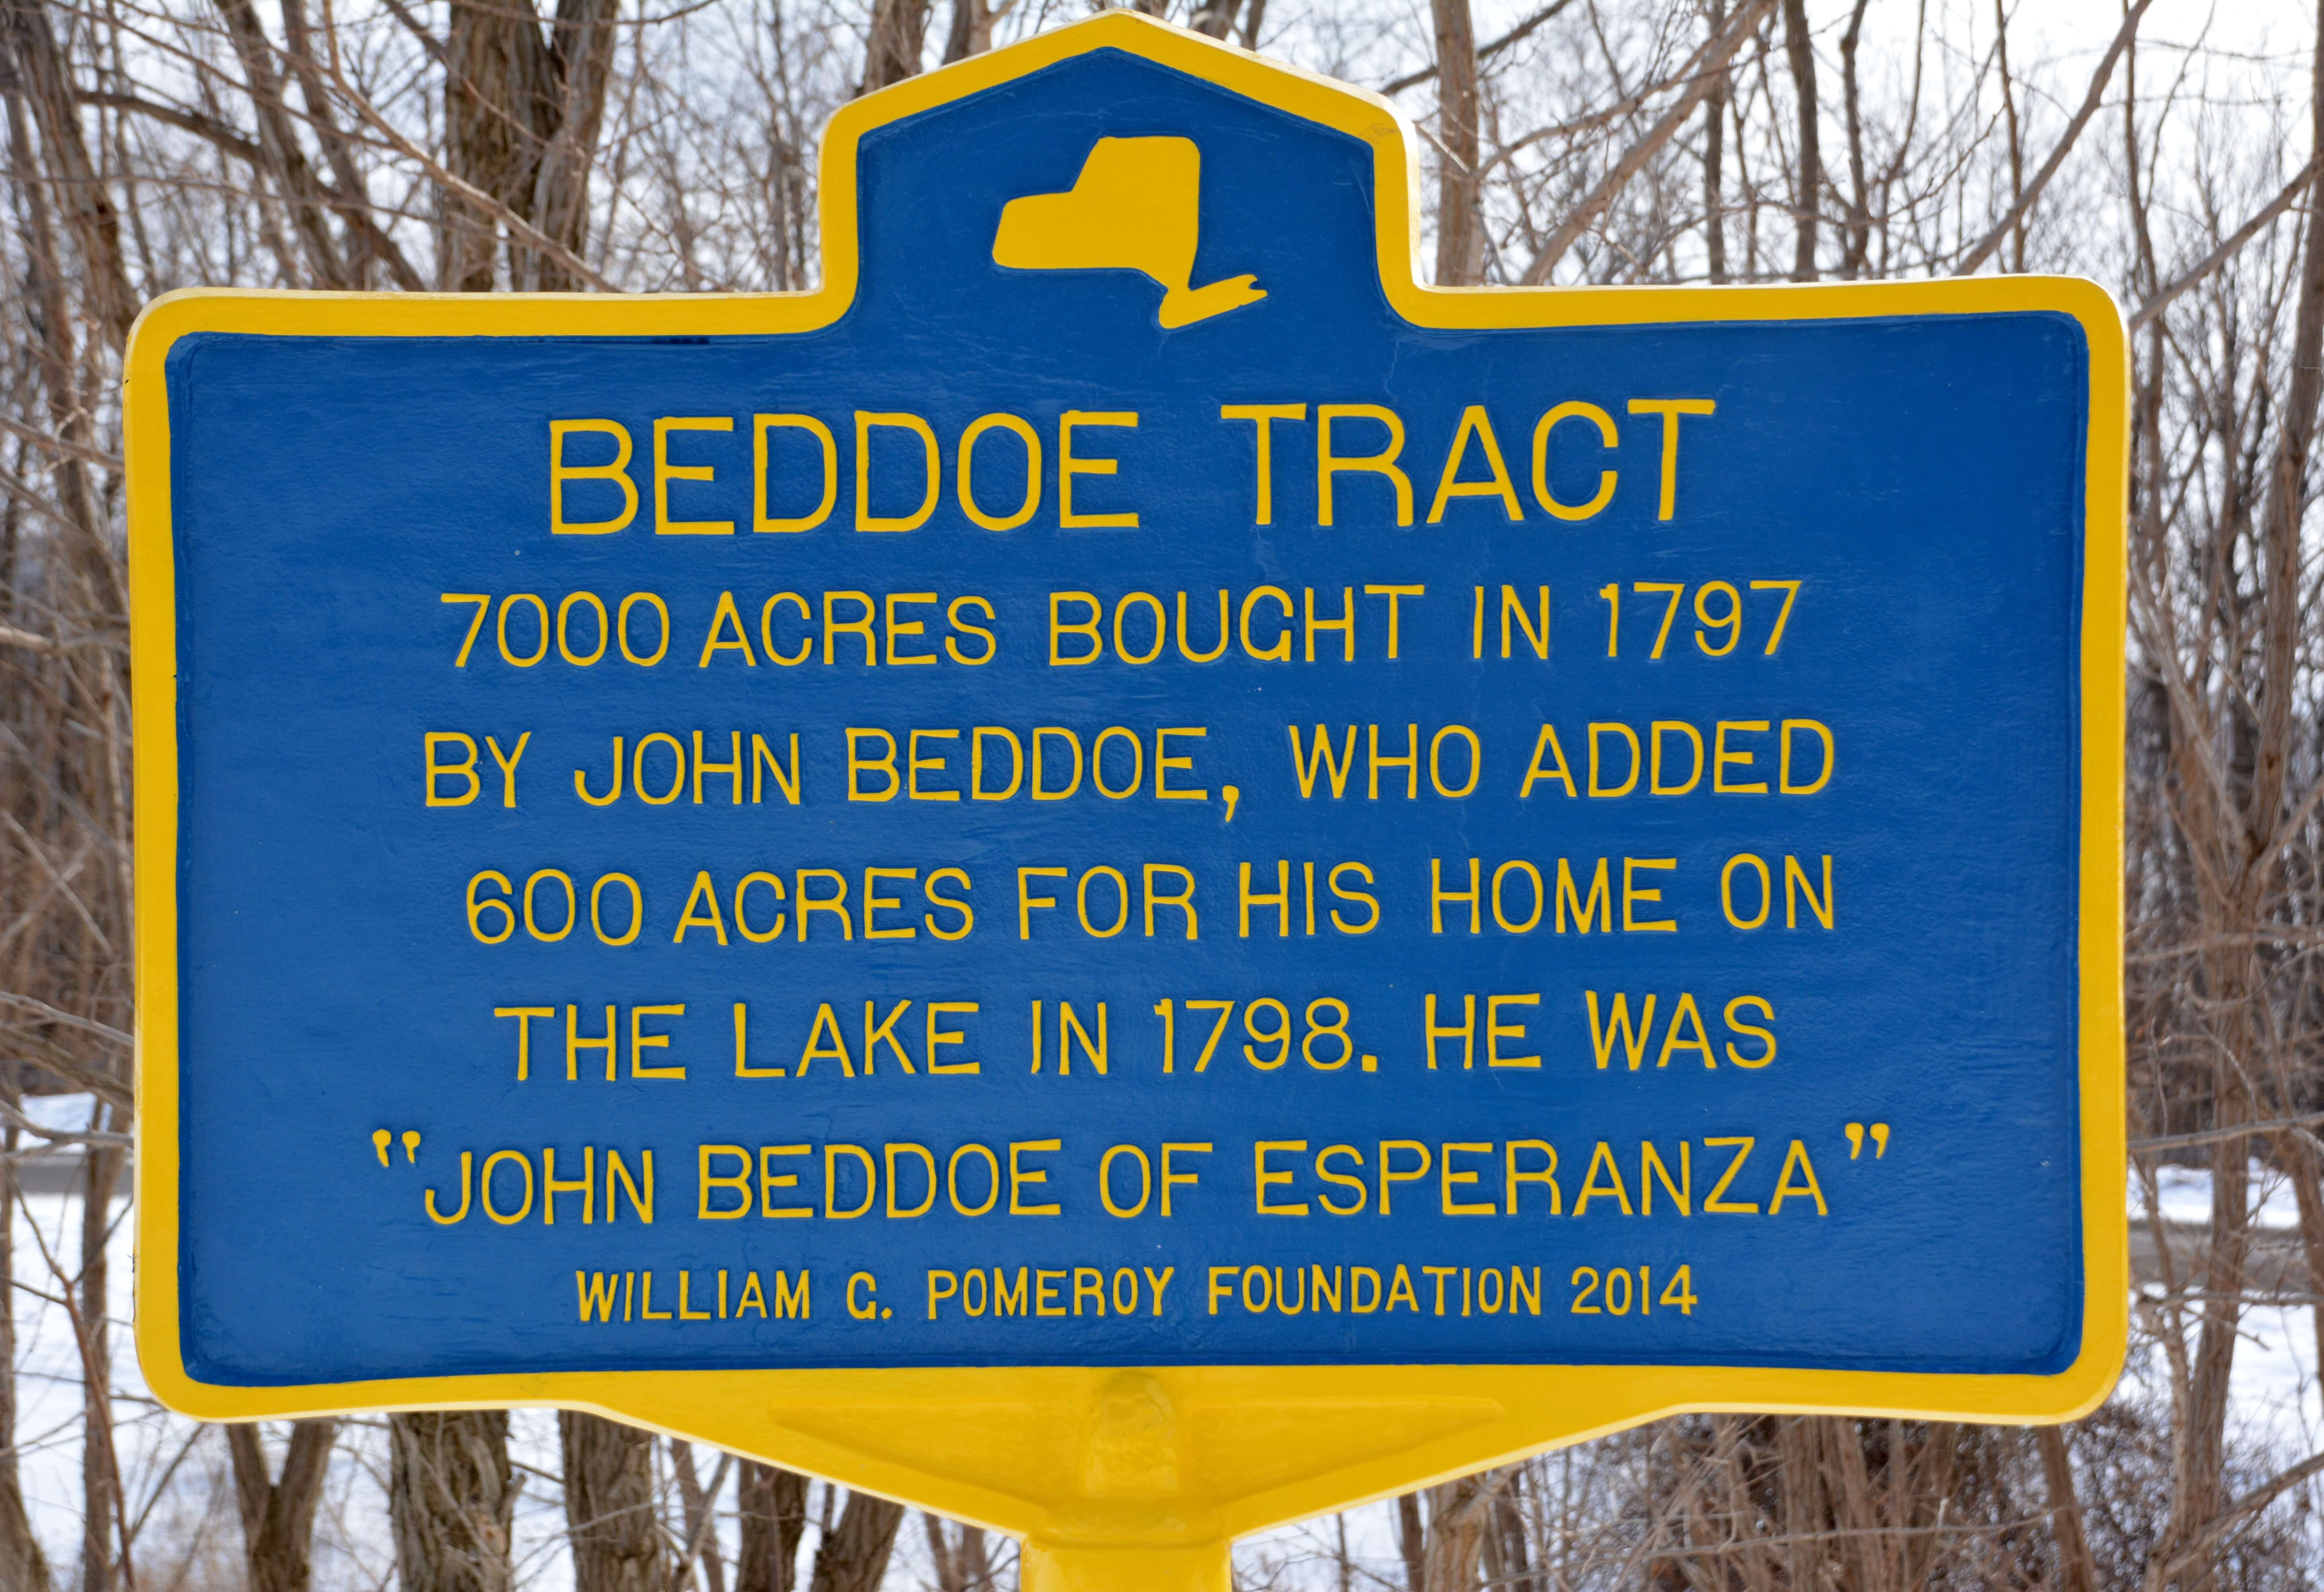 BEDDOE TRACT
7000 ACRES BOUGHT IN 1797
BY JOHN BEDDOE, WHO ADDED
600 ACRES FOR HIS HOME ON
THE LAKE IN 1798. HE WAS
"JOHN BEDDOE OF ESPERANZA"
WILLIAM G. POMEROY FOUNDATION 2014